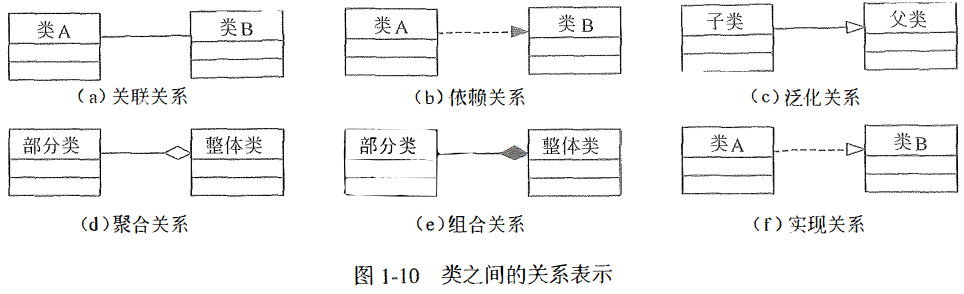 类A 类B 类A 类B 子类 父类
(a)关联关系 (b)依赖关系 (c)泛化关系
部分类 整体类 部分类 整体类 类A 类B
(d)聚合关系 (e)组合关系 (f)实现关系
图 1-10 类之间的关系表示